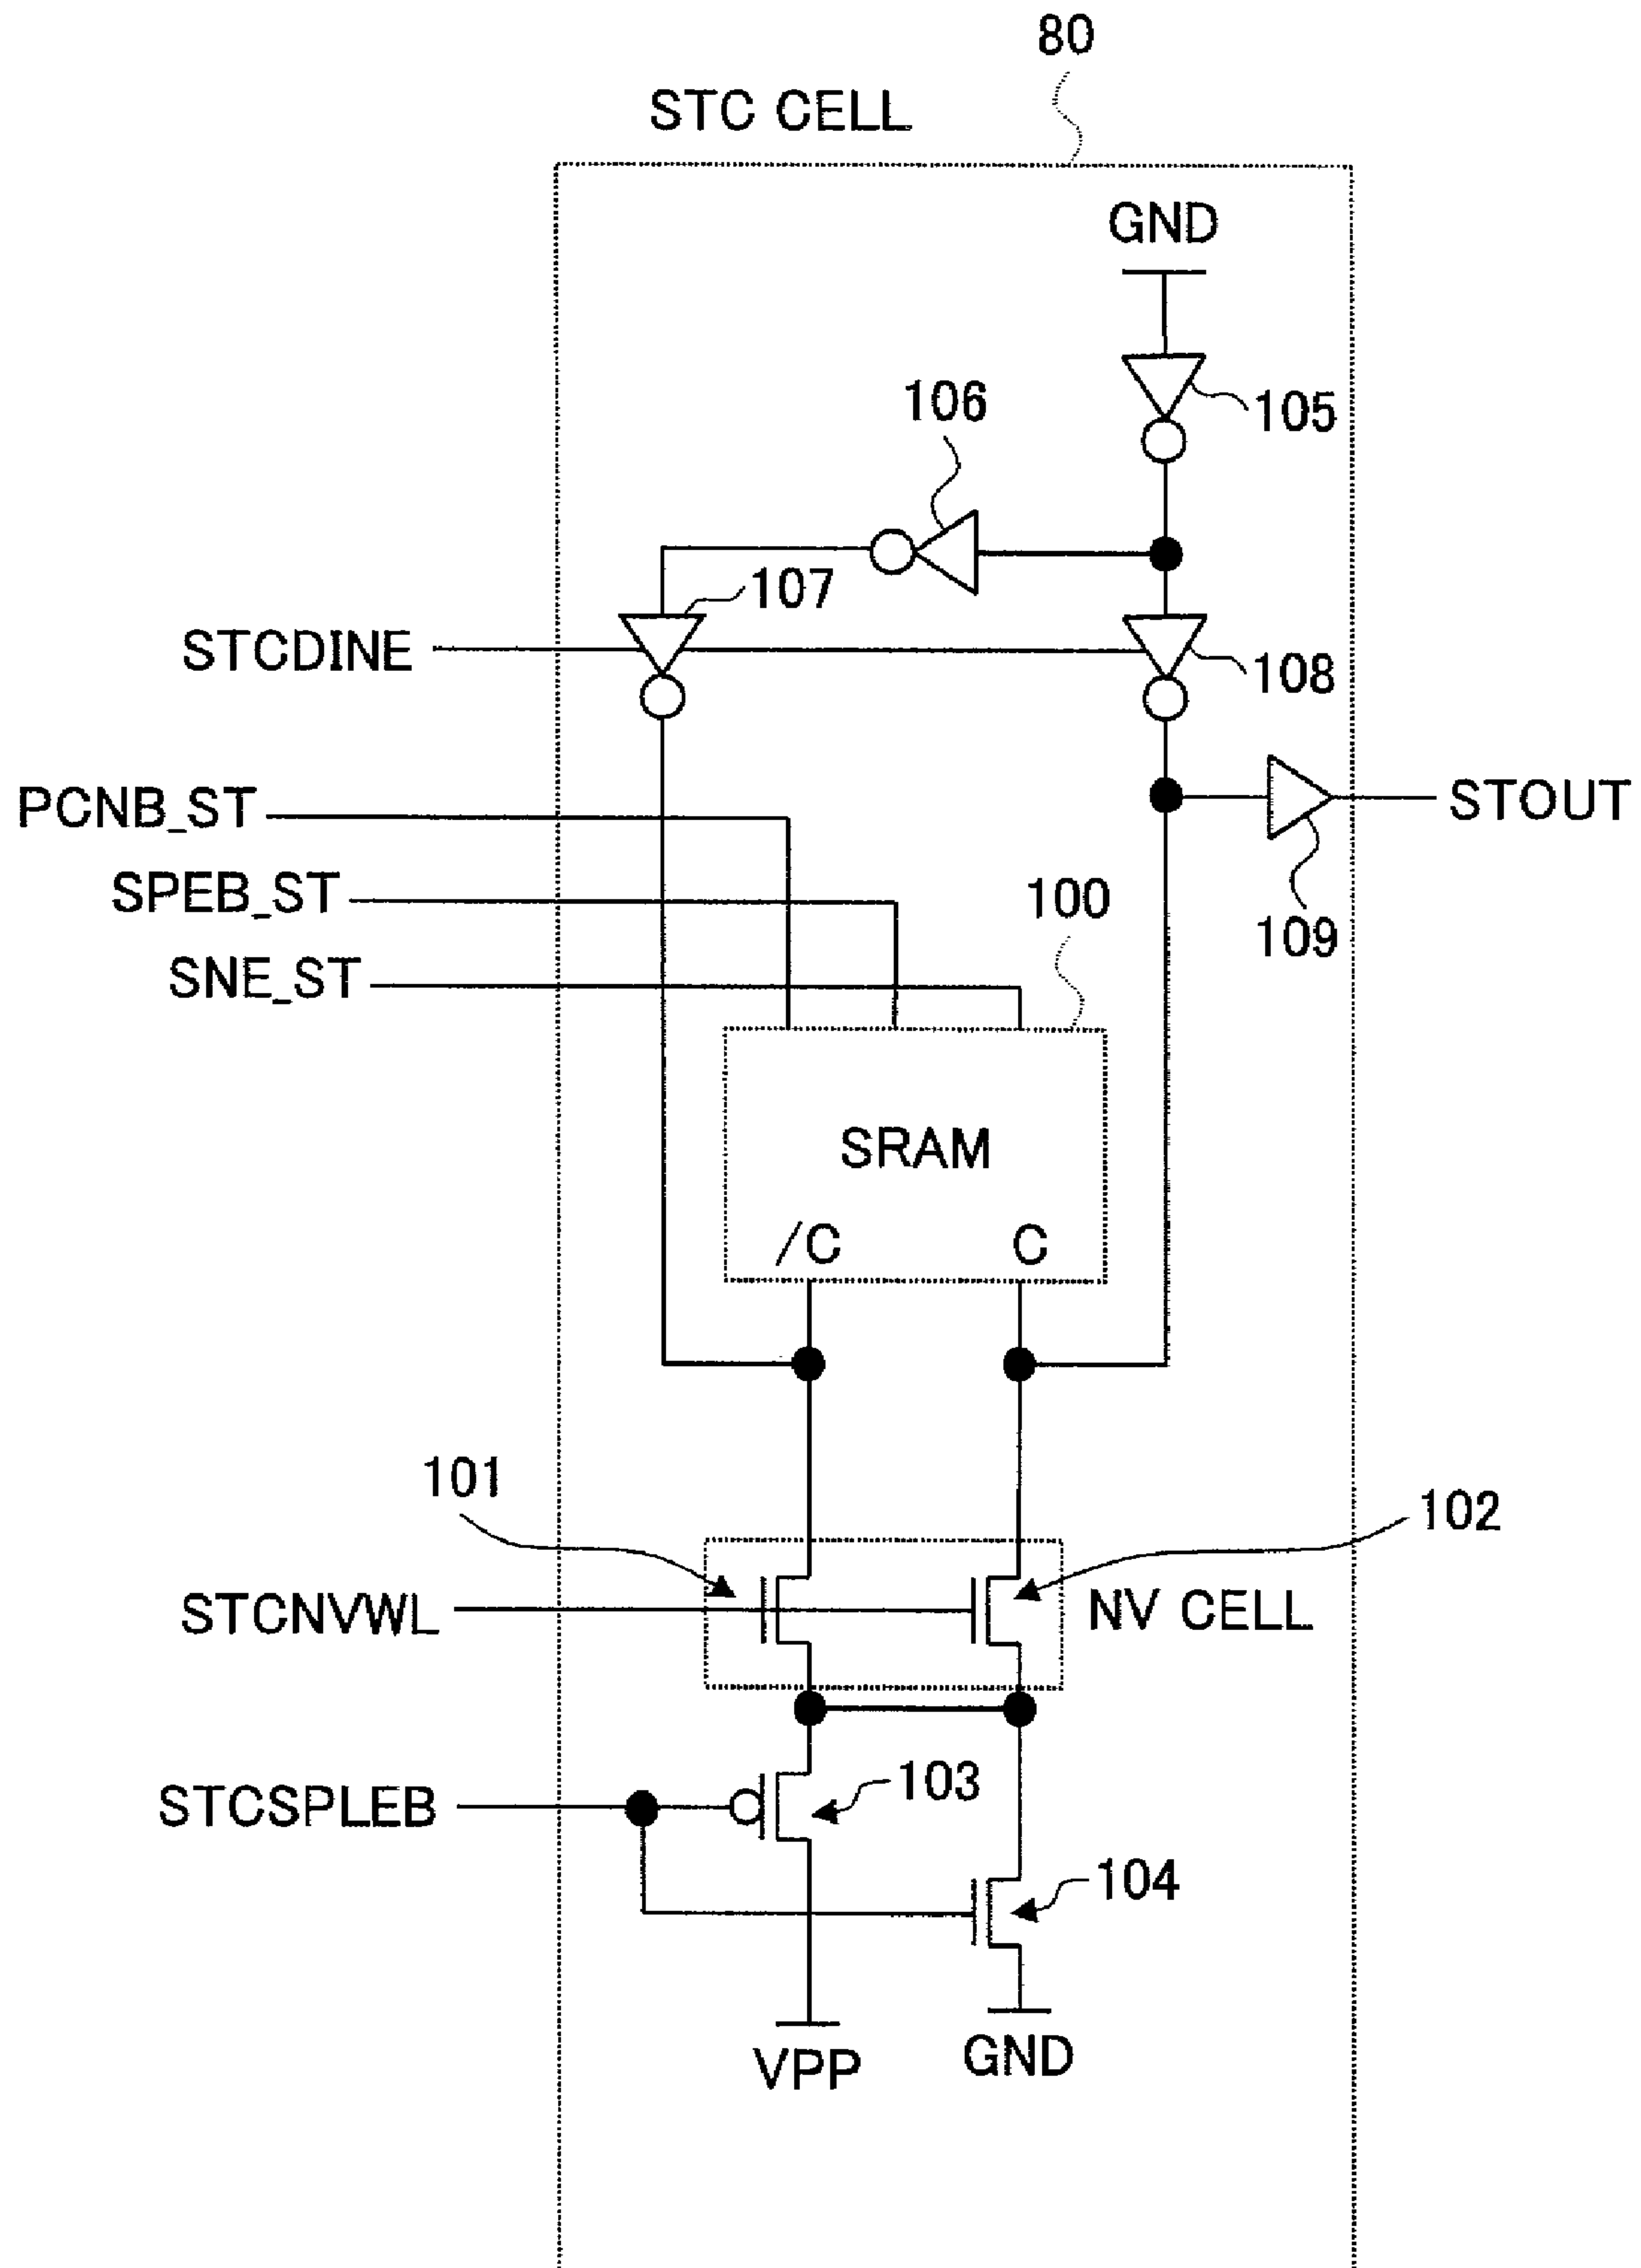 80
STC CELL
GND
105
106
107
STCDINE
108
PCNB_ST
STOUT
SPEB_ST
100
109
SNE_ST
SRAM
/C
C
101
102
STCNVWL
NV CELL
103
STCSPLEB
104
VPP
GND